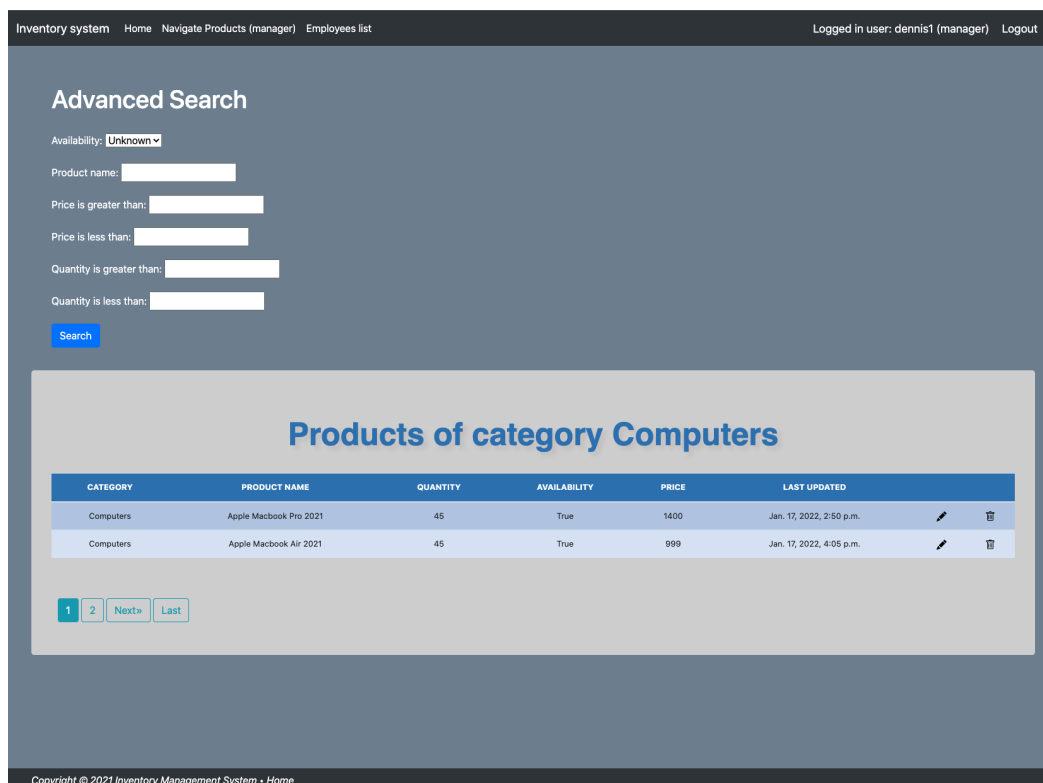 Inventory system Home Navigate Products (manager) Employees list Logged in user: dennis1 (manager) Logout
Advanced Search
Availability: Unknown
Product name:
Price is greater than:
Price is less than:
Quantity is greater than:
Quantity is less than:
Search
Products of category Computers
CATEGORY PRODUCT NAME QUANTITY AVAILABILITY PRICE LAST UPDATED
Computers Apple Macbook Pro 2021 45 True 1400 Jan. 17, 2022, 2:50 p.m.
Computers Apple Macbook Air 2021 45 True 999 Jan. 17, 2022, 4:05 p.m.
1 2 Next» Last
Copyright © 2021 Inventory Management System • Home